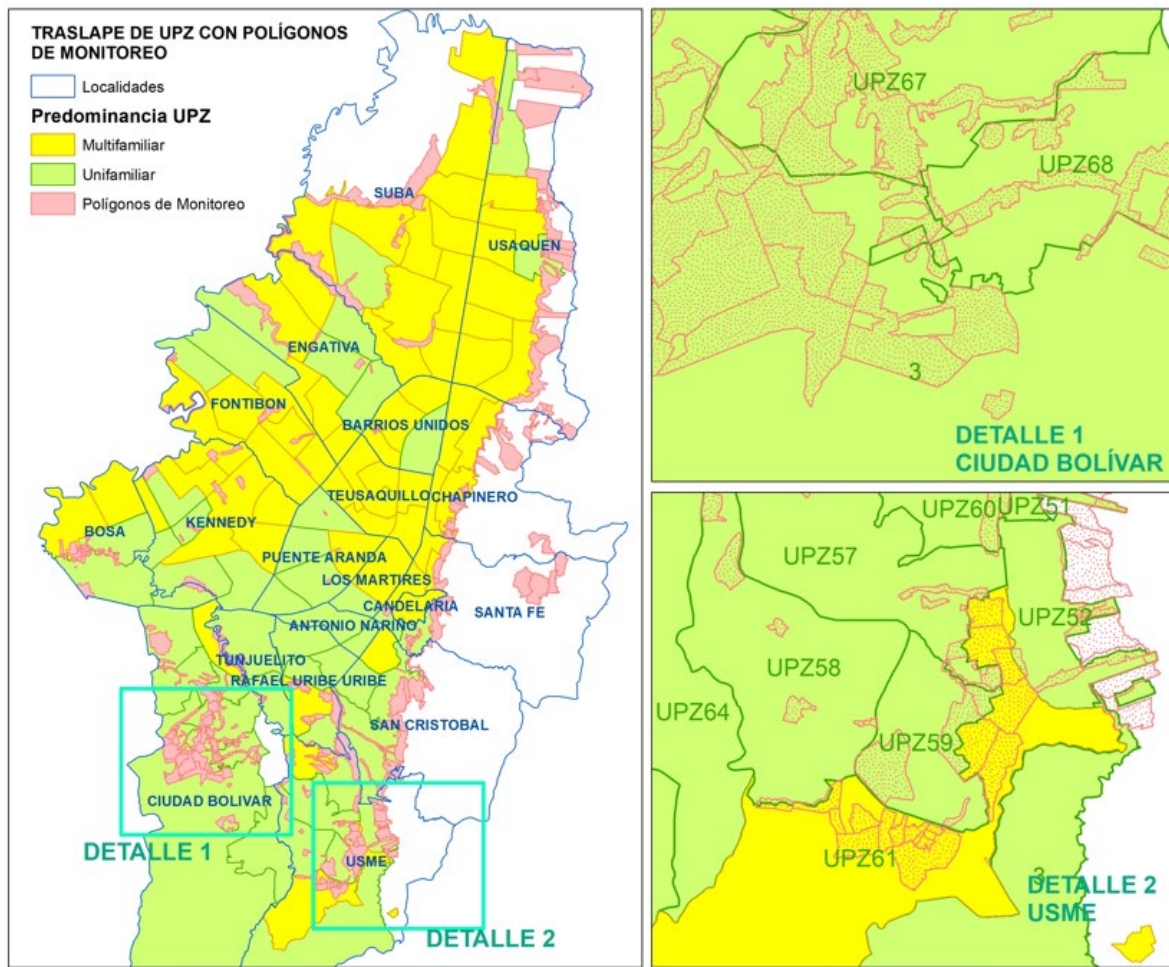 TRASLAPE DE UPZ CON POLÍGONOS
DE MONITOREO
Localidades
Predominancia UPZ
Multifamiliar
Unifamiliar
Polígonos de Monitoreo
SUBA
USAQUEN
ENGATIVA
FONTIBON
BARRIOS UNIDOS
TEUSAQUILLO
CHAPINERO
KENNEDY
BOSA
PUENTE ARANDA
LOS MARTIRES
CANDELARIA
SANTA FE
ANTONIO NARIÑO
TUNJUELITO
RAFAEL URIBE URIBE
SAN CRISTOBAL
CIUDAD BOLIVAR
DETALLE 1
USME
DETALLE 2
UPZ67
UPZ68
3
DETALLE 1
CIUDAD BOLÍVAR
UPZ60
UPZ51
UPZ57
UPZ52
UPZ58
UPZ64
UPZ59
UPZ61
3
DETALLE 2
USME